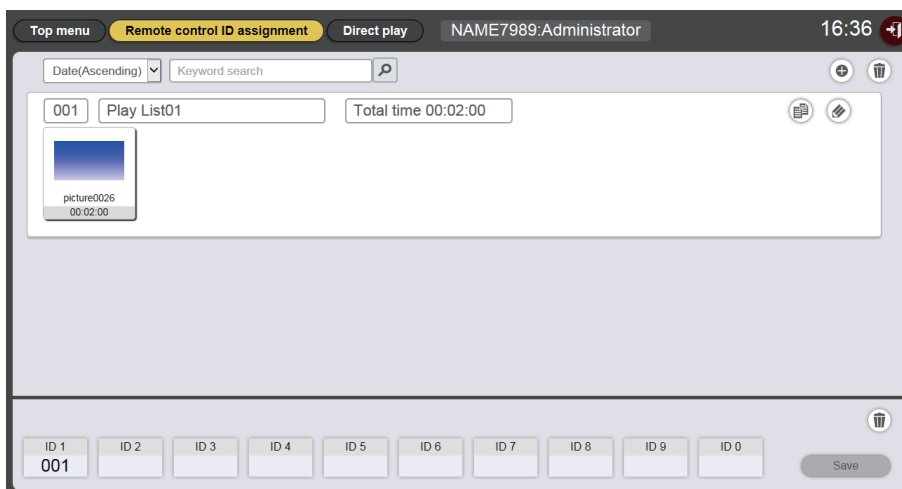 Top menu Remote control ID assignment Direct play NAME7989:Administrator 16:36
Date(Ascending) Keyword search
001 Play List01 Total time 00:02:00
picture0026
00:02:00
ID 1 ID 2 ID 3 ID 4 ID 5 ID 6 ID 7 ID 8 ID 9 ID 0
001
Save